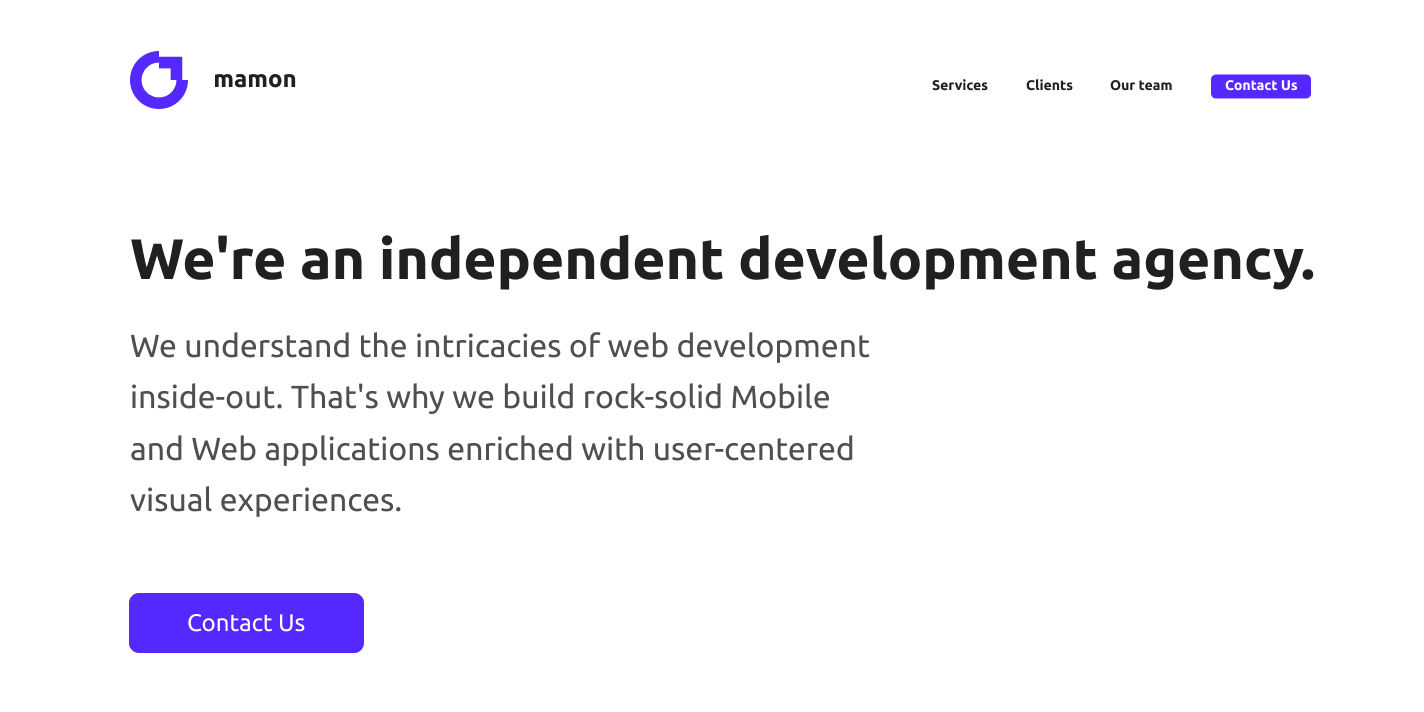 mamon
Services Clients Our team Contact Us
We're an independent development agency.
We understand the intricacies of web development
inside-out. That's why we build rock-solid Mobile
and Web applications enriched with user-centered
visual experiences.
Contact Us